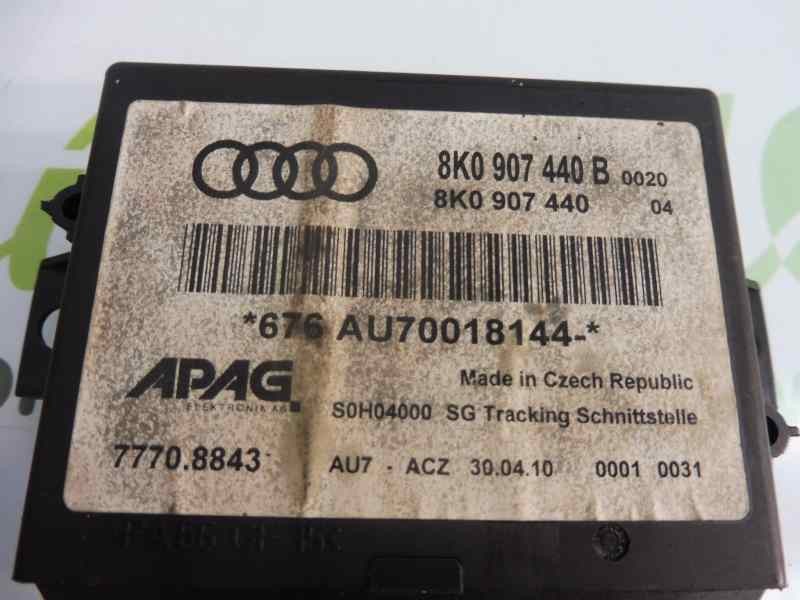 8K0 907 440 B 0020
8K0 907 440 04
*676 AU70018144-*
APAG
ELEKTRONIK AG
Made in Czech Republic
S0H04000 SG Tracking Schnittstelle
7770.8843 AU7 - ACZ 30.04.10 0001 0031